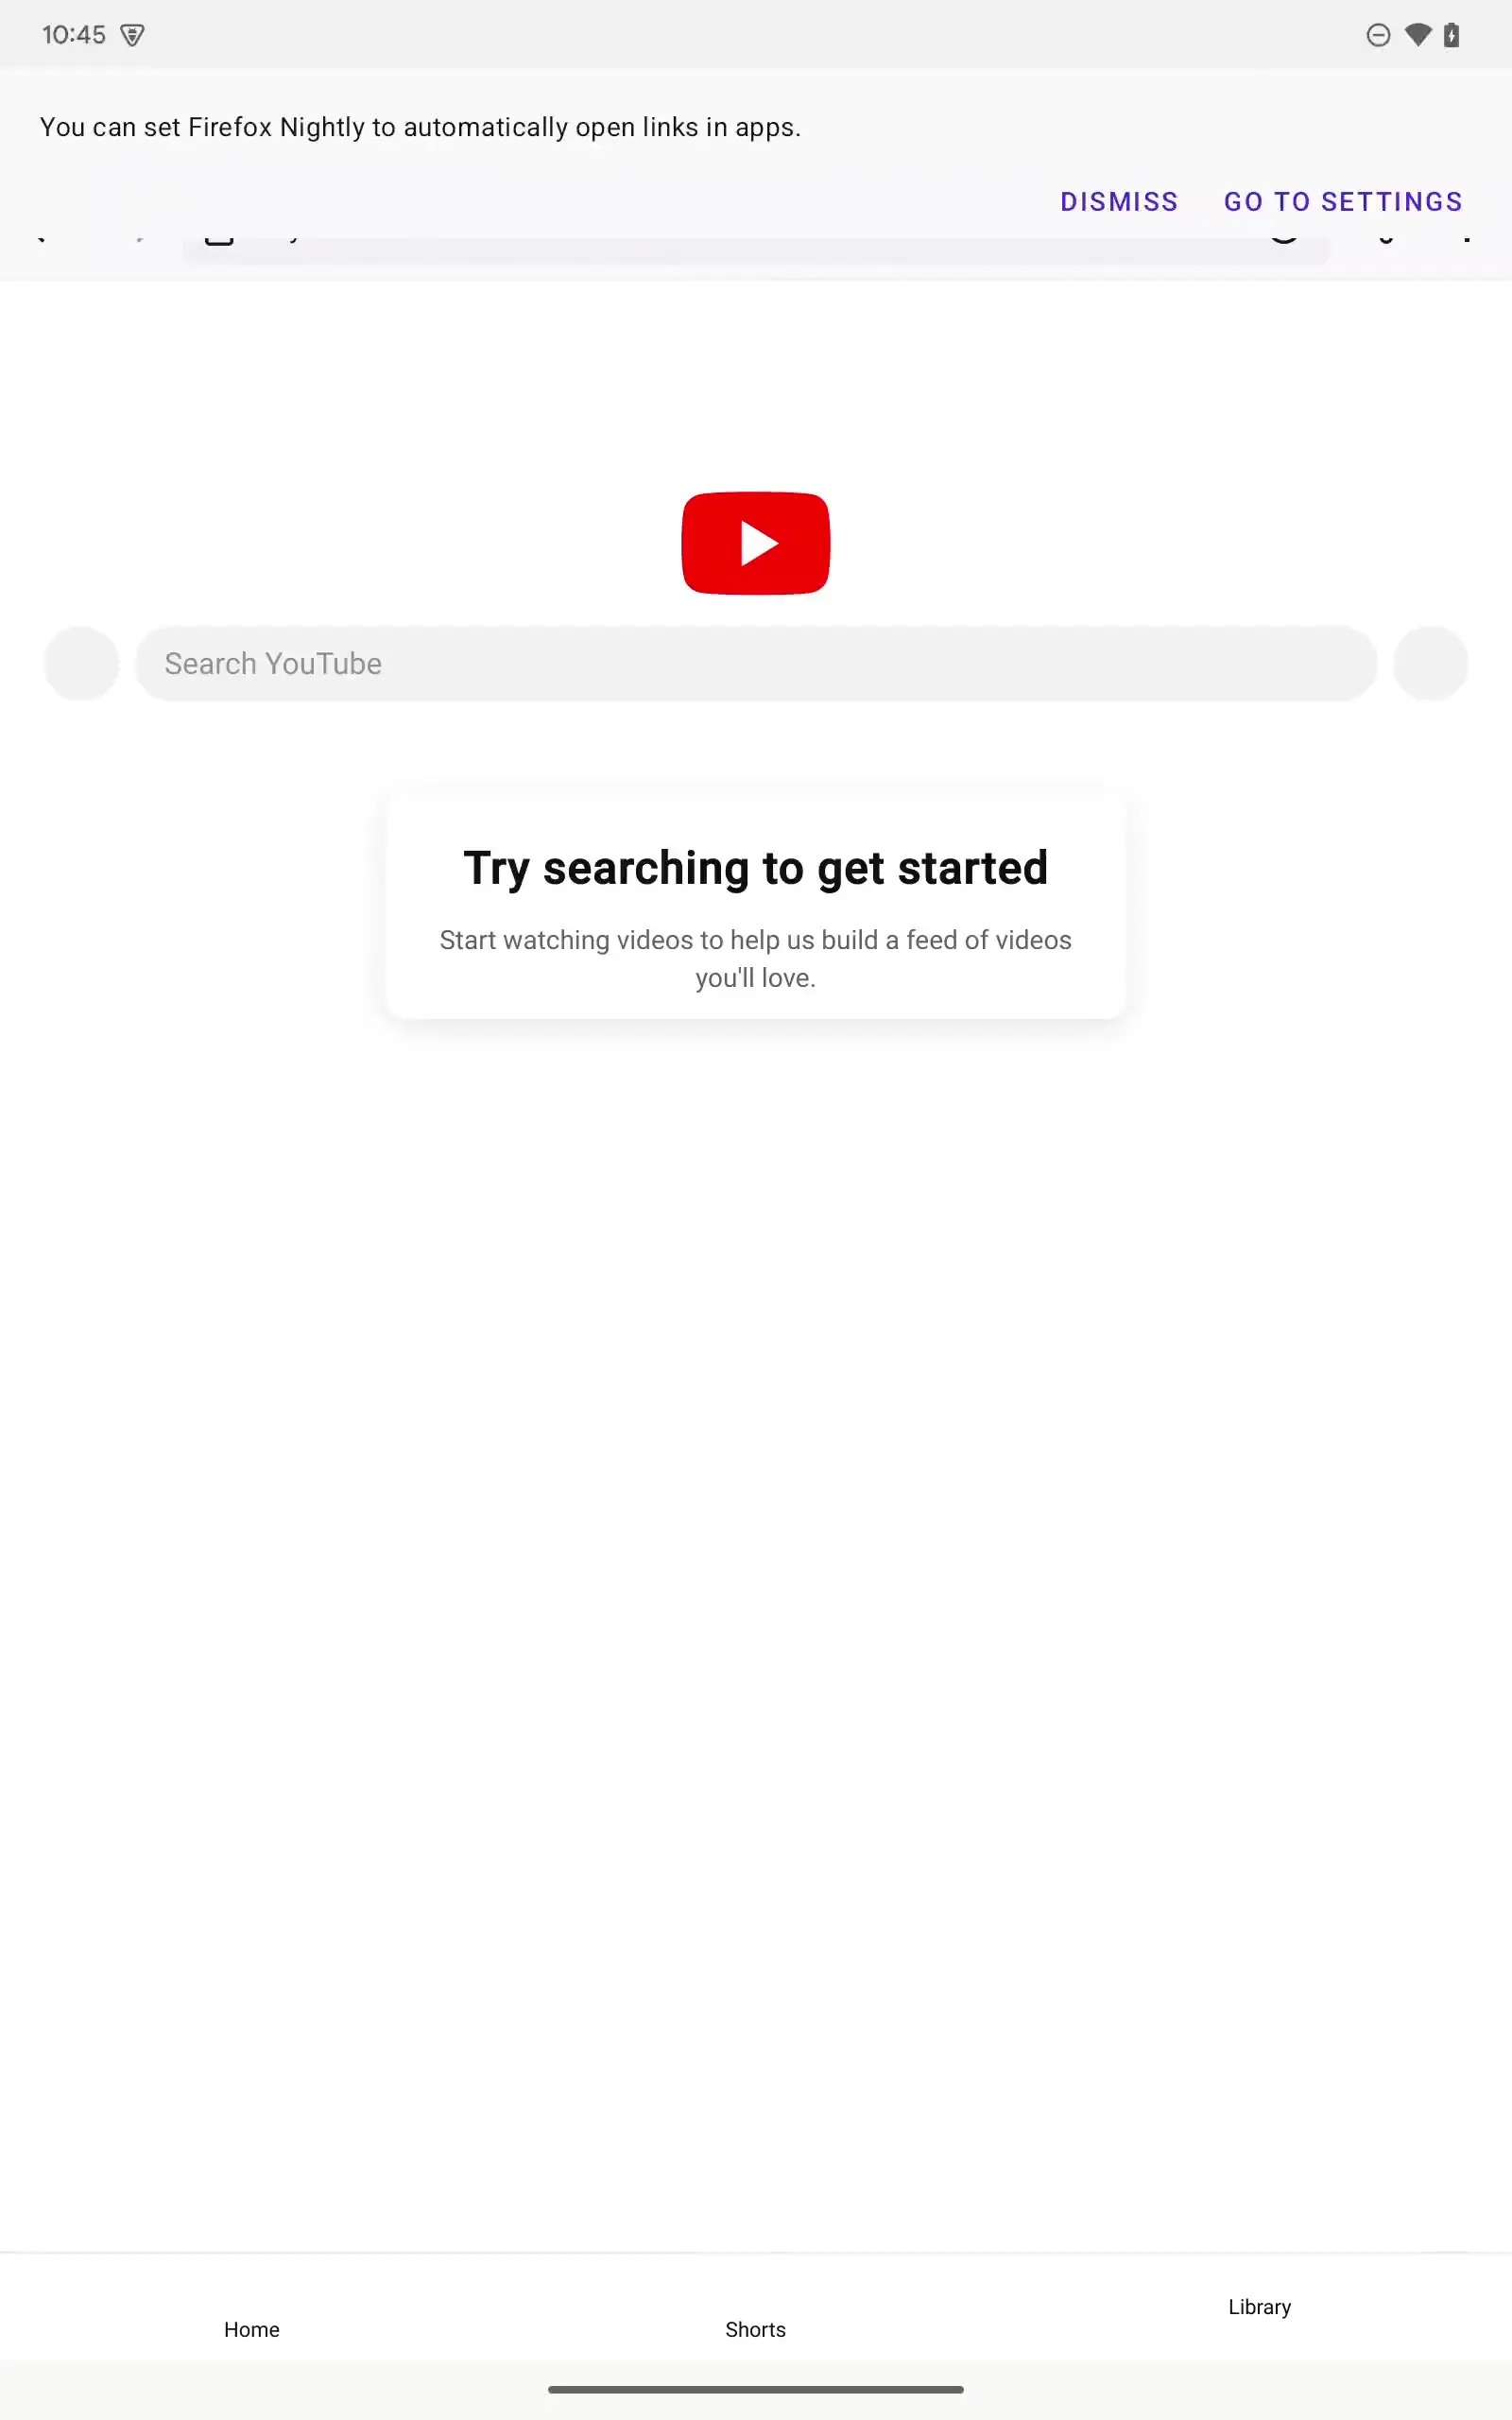 10:45
You can set Firefox Nightly to automatically open links in apps.
DISMISS GO TO SETTINGS
Search YouTube
Try searching to get started
Start watching videos to help us build a feed of videos
you'll love.
Home Shorts Library